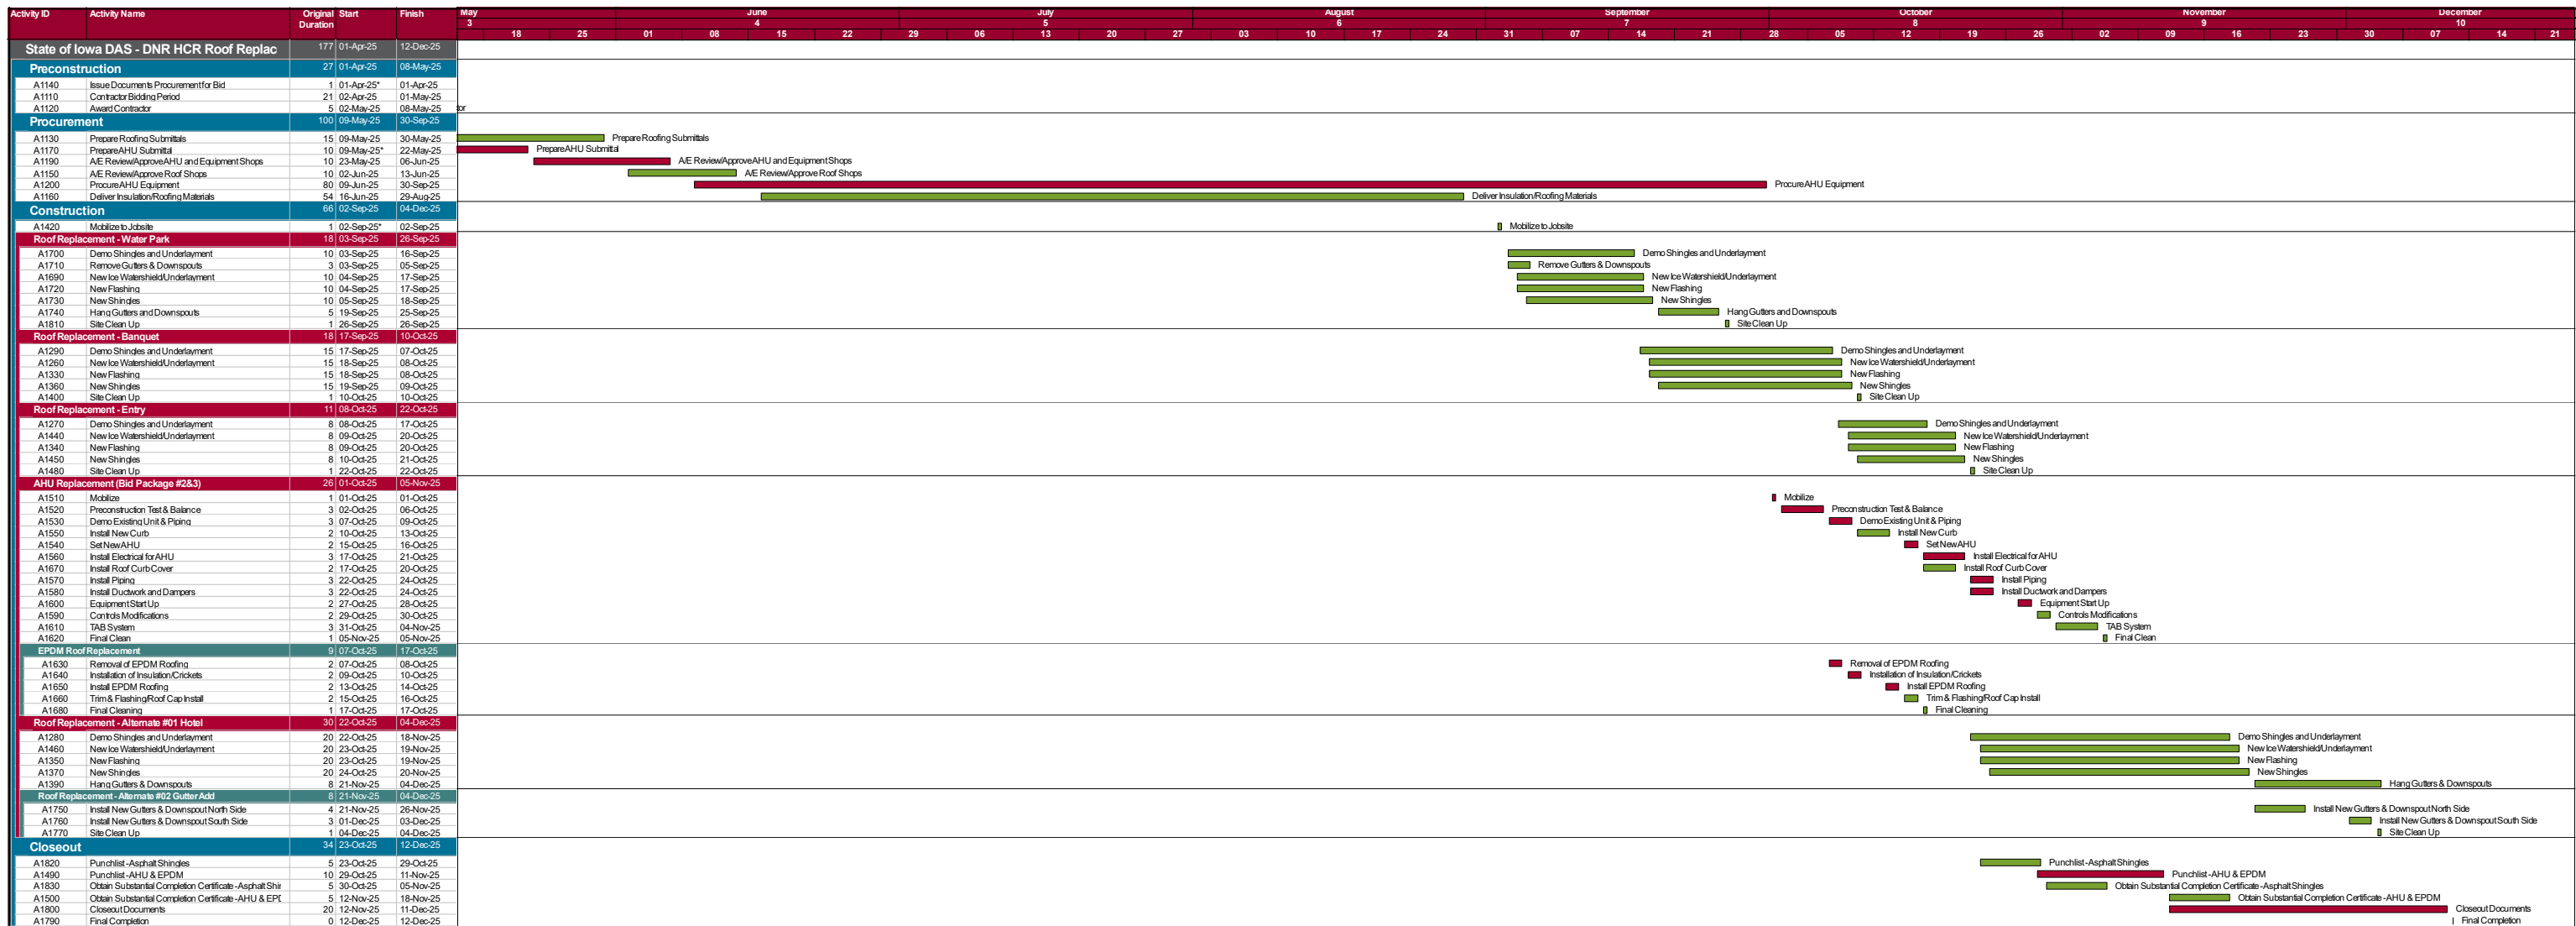 Activity ID Activity Name Original Duration Start Finish
May June July August September October November December
3 4 5 6 7 8 9 10
18 25 01 08 15 22 29 06 13 20 27 03 10 17 24 31 07 14 21 28 05 12 19 26 02 09 16 23 30 07 14 21
State of Iowa DAS - DNR HCR Roof Replac 177 01-Apr-25 12-Dec-25
Preconstruction 27 01-Apr-25 08-May-25
A1140 Issue Documents Procurement for Bid 1 01-Apr-25* 01-Apr-25
A1110 Contractor Bidding Period 21 02-Apr-25 01-May-25
A1120 Award Contractor 5 02-May-25 08-May-25 tor
Procurement 100 09-May-25 30-Sep-25
A1130 Prepare Roofing Submittals 15 09-May-25 30-May-25 Prepare Roofing Submittals
A1170 Prepare AHU Submittal 10 09-May-25* 22-May-25 Prepare AHU Submittal
A1190 A/E Review/Approve AHU and Equipment Shops 10 23-May-25 06-Jun-25 A/E Review/Approve AHU and Equipment Shops
A1150 A/E Review/Approve Roof Shops 10 02-Jun-25 13-Jun-25 A/E Review/Approve Roof Shops
A1200 Procure AHU Equipment 80 09-Jun-25 30-Sep-25 Procure AHU Equipment
A1160 Deliver Insulation/Roofing Materials 54 16-Jun-25 29-Aug-25 Deliver Insulation/Roofing Materials
Construction 66 02-Sep-25 04-Dec-25
A1420 Mobilize to Jobsite 1 02-Sep-25* 02-Sep-25 Mobilize to Jobsite
Roof Replacement - Water Park 18 03-Sep-25 26-Sep-25
A1700 Demo Shingles and Underlayment 10 03-Sep-25 16-Sep-25 Demo Shingles and Underlayment
A1710 Remove Gutters & Downspouts 3 03-Sep-25 05-Sep-25 Remove Gutters & Downspouts
A1690 New Ice Watershield/Underlayment 10 04-Sep-25 17-Sep-25 New Ice Watershield/Underlayment
A1720 New Flashing 10 04-Sep-25 17-Sep-25 New Flashing
A1730 New Shingles 10 05-Sep-25 18-Sep-25 New Shingles
A1740 Hang Gutters and Downspouts 5 19-Sep-25 25-Sep-25 Hang Gutters and Downspouts
A1810 Site Clean Up 1 26-Sep-25 26-Sep-25 Site Clean Up
Roof Replacement - Banquet 18 17-Sep-25 10-Oct-25
A1290 Demo Shingles and Underlayment 15 17-Sep-25 07-Oct-25 Demo Shingles and Underlayment
A1260 New Ice Watershield/Underlayment 15 18-Sep-25 08-Oct-25 New Ice Watershield/Underlayment
A1330 New Flashing 15 18-Sep-25 08-Oct-25 New Flashing
A1360 New Shingles 15 19-Sep-25 09-Oct-25 New Shingles
A1400 Site Clean Up 1 10-Oct-25 10-Oct-25 Site Clean Up
Roof Replacement - Entry 11 08-Oct-25 22-Oct-25
A1270 Demo Shingles and Underlayment 8 08-Oct-25 17-Oct-25 Demo Shingles and Underlayment
A1440 New Ice Watershield/Underlayment 8 09-Oct-25 20-Oct-25 New Ice Watershield/Underlayment
A1340 New Flashing 8 09-Oct-25 20-Oct-25 New Flashing
A1450 New Shingles 8 10-Oct-25 21-Oct-25 New Shingles
A1480 Site Clean Up 1 22-Oct-25 22-Oct-25 Site Clean Up
AHU Replacement (Bid Package #2&3) 26 01-Oct-25 05-Nov-25
A1510 Mobilize 1 01-Oct-25 01-Oct-25 Mobilize
A1520 Preconstruction Test & Balance 3 02-Oct-25 06-Oct-25 Preconstruction Test & Balance
A1530 Demo Existing Unit & Piping 3 07-Oct-25 09-Oct-25 Demo Existing Unit & Piping
A1550 Install New Curb 2 10-Oct-25 13-Oct-25 Install New Curb
A1540 Set New AHU 2 15-Oct-25 16-Oct-25 Set New AHU
A1560 Install Electrical for AHU 3 17-Oct-25 21-Oct-25 Install Electrical for AHU
A1670 Install Roof Curb Cover 2 17-Oct-25 20-Oct-25 Install Roof Curb Cover
A1570 Install Piping 3 22-Oct-25 24-Oct-25 Install Piping
A1580 Install Ductwork and Dampers 3 22-Oct-25 24-Oct-25 Install Ductwork and Dampers
A1600 Equipment Start Up 2 27-Oct-25 28-Oct-25 Equipment Start Up
A1590 Controls Modifications 2 29-Oct-25 30-Oct-25 Controls Modifications
A1610 TAB System 3 31-Oct-25 04-Nov-25 TAB System
A1620 Final Clean 1 05-Nov-25 05-Nov-25 Final Clean
EPDM Roof Replacement 9 07-Oct-25 17-Oct-25
A1630 Removal of EPDM Roofing 2 07-Oct-25 08-Oct-25 Removal of EPDM Roofing
A1640 Installation of Insulation/Crickets 2 09-Oct-25 10-Oct-25 Installation of Insulation/Crickets
A1650 Install EPDM Roofing 2 13-Oct-25 14-Oct-25 Install EPDM Roofing
A1660 Trim & Flashing/Roof Cap Install 2 15-Oct-25 16-Oct-25 Trim & Flashing/Roof Cap Install
A1680 Final Cleaning 1 17-Oct-25 17-Oct-25 Final Cleaning
Roof Replacement - Alternate #01 Hotel 30 22-Oct-25 04-Dec-25
A1280 Demo Shingles and Underlayment 20 22-Oct-25 18-Nov-25 Demo Shingles and Underlayment
A1460 New Ice Watershield/Underlayment 20 23-Oct-25 19-Nov-25 New Ice Watershield/Underlayment
A1350 New Flashing 20 23-Oct-25 19-Nov-25 New Flashing
A1370 New Shingles 20 24-Oct-25 20-Nov-25 New Shingles
A1390 Hang Gutters & Downspouts 8 21-Nov-25 04-Dec-25 Hang Gutters & Downspouts
Roof Replacement - Alternate #02 Gutter Add 8 21-Nov-25 04-Dec-25
A1750 Install New Gutters & Downspout North Side 4 21-Nov-25 26-Nov-25 Install New Gutters & Downspout North Side
A1760 Install New Gutters & Downspout South Side 3 01-Dec-25 03-Dec-25 Install New Gutters & Downspout South Side
A1770 Site Clean Up 1 04-Dec-25 04-Dec-25 Site Clean Up
Closeout 34 23-Oct-25 12-Dec-25
A1820 Punchlist - Asphalt Shingles 5 23-Oct-25 29-Oct-25 Punchlist - Asphalt Shingles
A1490 Punchlist - AHU & EPDM 10 29-Oct-25 11-Nov-25 Punchlist - AHU & EPDM
A1830 Obtain Substantial Completion Certificate - Asphalt Shin 5 30-Oct-25 05-Nov-25 Obtain Substantial Completion Certificate - Asphalt Shingles
A1500 Obtain Substantial Completion Certificate - AHU & EPD 5 12-Nov-25 18-Nov-25 Obtain Substantial Completion Certificate - AHU & EPDM
A1800 Closeout Documents 20 12-Nov-25 11-Dec-25 Closeout Documents
A1790 Final Completion 0 12-Dec-25 12-Dec-25 Final Completion